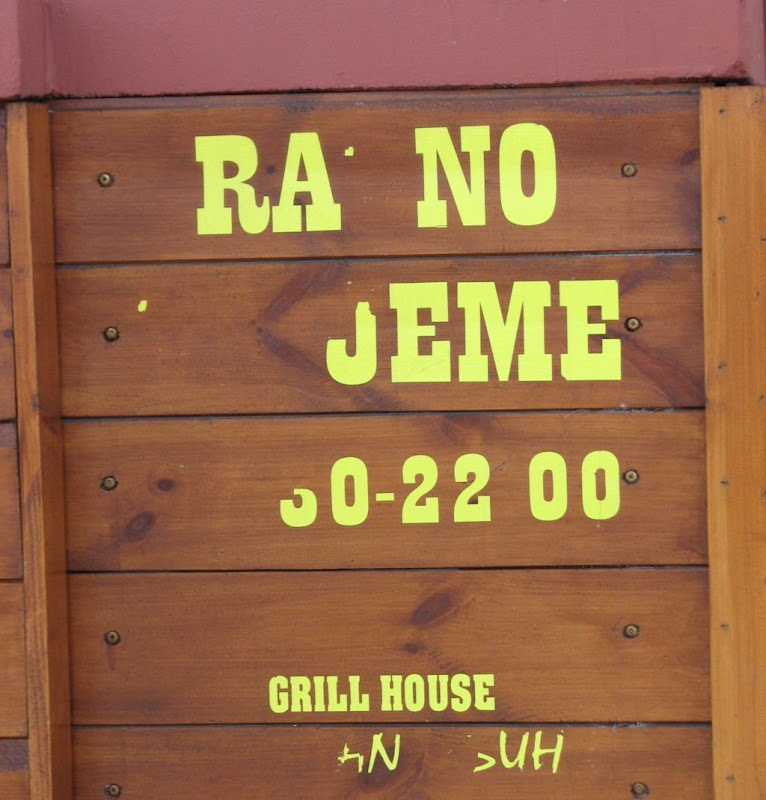 RA NO
JEME
0-22 00
GRILL HOUSE